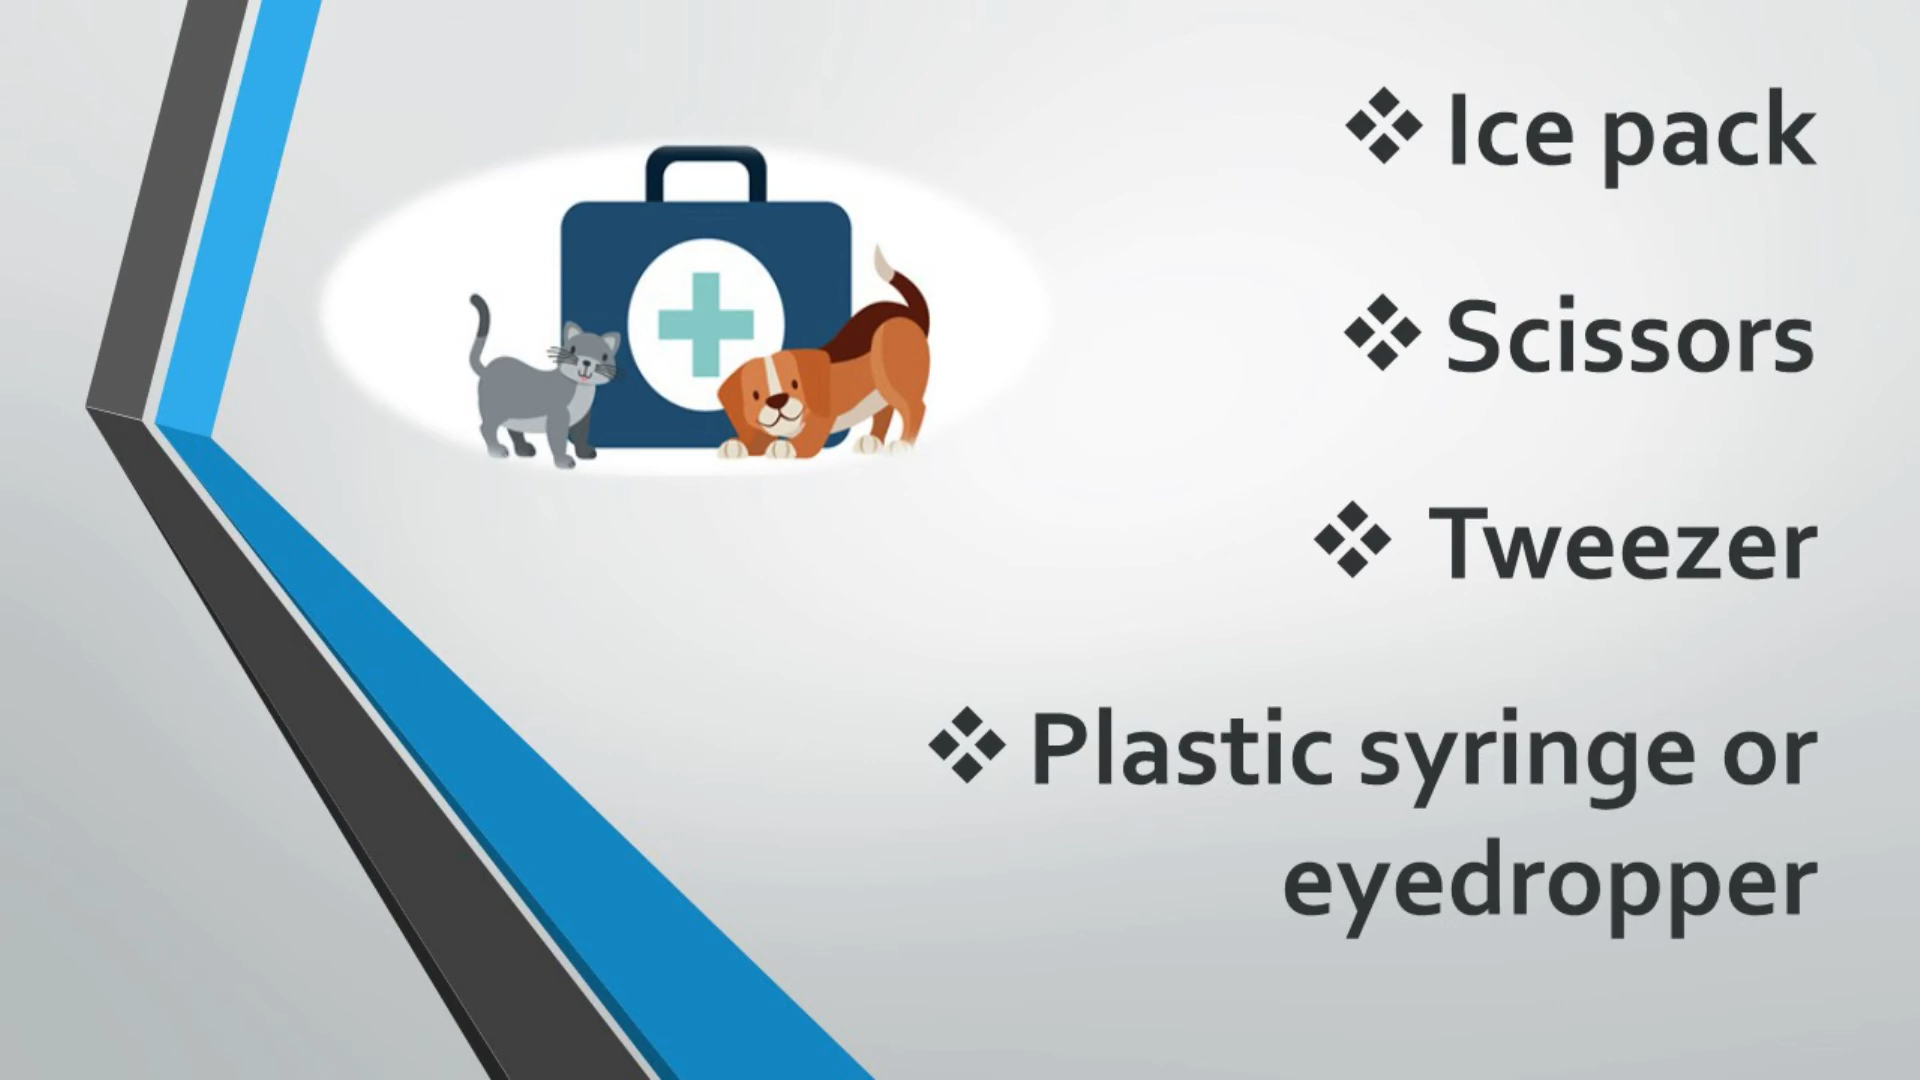 ❖ Ice pack
❖ Scissors
❖ Tweezer
❖ Plastic syringe or
eyedropper